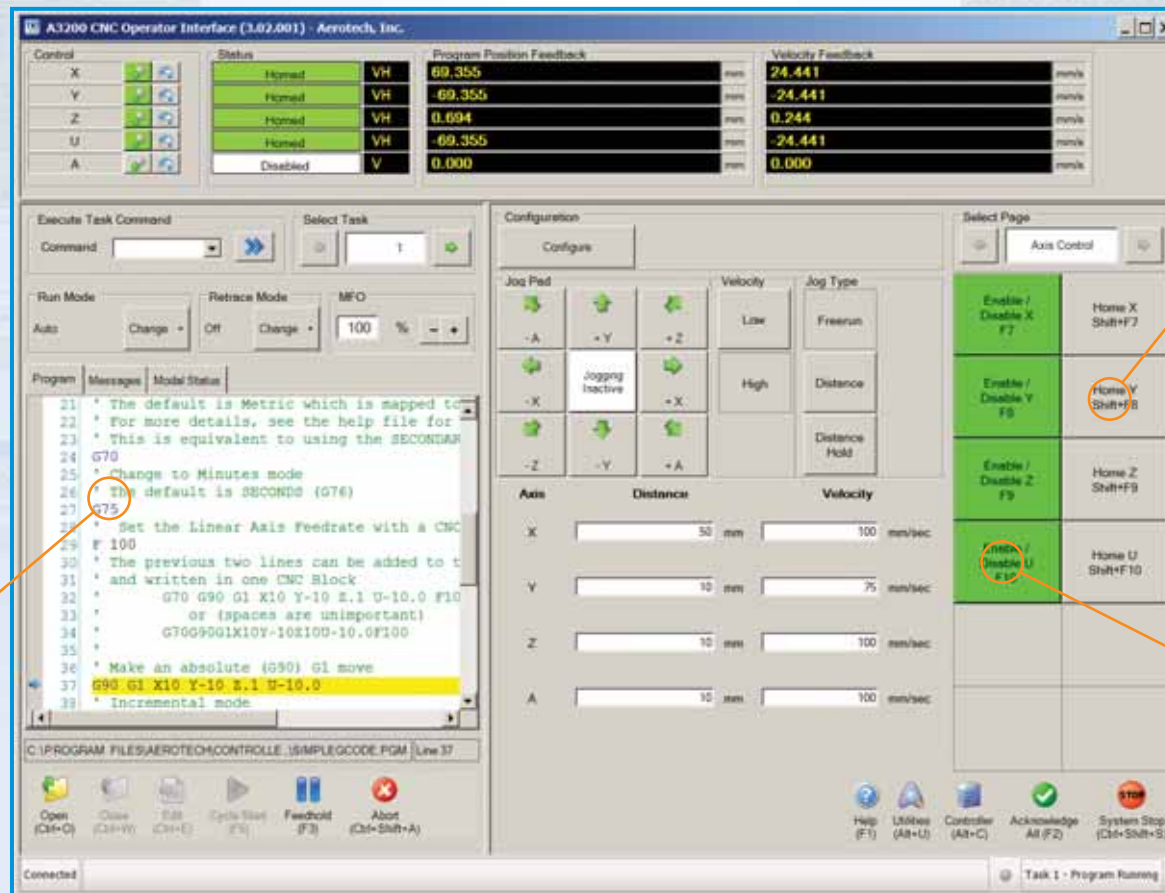 A3200 CNC Operator Interface (3.02.001) - Aerotech, Inc.
Control Status Program Position Feedback Velocity Feedback
X Homed VH 69.355 mm 24.441 mm/s
Y Homed VH -69.355 mm -24.441 mm/s
Z Homed VH 0.694 mm 0.244 mm/s
U Homed VH -69.355 mm -24.441 mm/s
A Disabled V 0.000 mm 0.000 mm/s
Execute Task Command Select Task
Command 1
Run Mode Retrace Mode MFO
Auto Change Off Change 100 % - +
Program Messages Modal Status
21 ' The default is Metric which is mapped to
22 ' For more details, see the help file for
23 ' This is equivalent to using the SECONDAR
24 G70
25 ' Change to Minutes mode
26 ' The default is SECONDS (G76)
27 G75
28 ' Set the Linear Axis Feedrate with a CNC
29 F 100
30 ' The previous two lines can be added to t
31 ' and written in one CNC Block
32 ' G70 G90 G1 X10 Y-10 Z.1 U-10.0 F10
33 ' or (spaces are unimportant)
34 ' G70G90G1X10Y-10Z10U-10.0F100
35 '
36 ' Make an absolute (G90) G1 move
37 G90 G1 X10 Y-10 Z.1 U-10.0
38 ' Incremental mode
C:\PROGRAM FILES\AEROTECH\CONTROLLE..\SIMPLEGCODE.PGM Line 37
Open Close Edit Cycle Start Feedhold Abort
(Ctrl+O) (Ctrl+W) (Ctrl+E) (F5) (F3) (Ctrl+Shift+A)
Configuration
Configure
Jog Pad Velocity Jog Type
-A +Y +Z Low Freerun
-X Jogging Inactive +X High Distance
-Z -Y +A Distance Hold
Axis Distance Velocity
X 50 mm 100 mm/sec
Y 10 mm 75 mm/sec
Z 10 mm 100 mm/sec
A 10 mm 100 mm/sec
Select Page
Axis Control
Enable / Home X
Disable X Shift+F7
F7
Enable / Home Y
Disable Y Shift+F8
F8
Enable / Home Z
Disable Z Shift+F9
F9
Enable / Home U
Disable U Shift+F10
F10
Help Utilities Controller Acknowledge System Stop
(F1) (Alt+U) (Alt+C) All (F2) (Ctrl+Shift+S
STOP
Connected Task 1 - Program Running